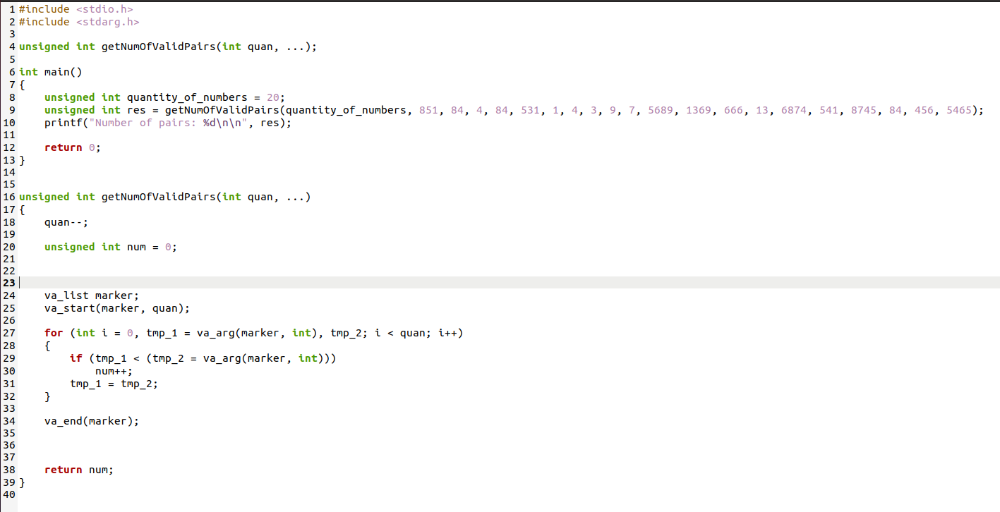 1 #include <stdio.h>
2 #include <stdarg.h>
3
4 unsigned int getNumOfValidPairs(int quan, ...);
5
6 int main()
7 {
8     unsigned int quantity_of_numbers = 20;
9     unsigned int res = getNumOfValidPairs(quantity_of_numbers, 851, 84, 4, 84, 531, 1, 4, 3, 9, 7, 5689, 1369, 666, 13, 6874, 541, 8745, 84, 456, 5465);
10     printf("Number of pairs: %d\n\n", res);
11
12     return 0;
13 }
14
15
16 unsigned int getNumOfValidPairs(int quan, ...)
17 {
18     quan--;
19
20     unsigned int num = 0;
21
22
23
24     va_list marker;
25     va_start(marker, quan);
26
27     for (int i = 0, tmp_1 = va_arg(marker, int), tmp_2; i < quan; i++)
28     {
29         if (tmp_1 < (tmp_2 = va_arg(marker, int)))
30             num++;
31         tmp_1 = tmp_2;
32     }
33
34     va_end(marker);
35
36
37
38     return num;
39 }
40